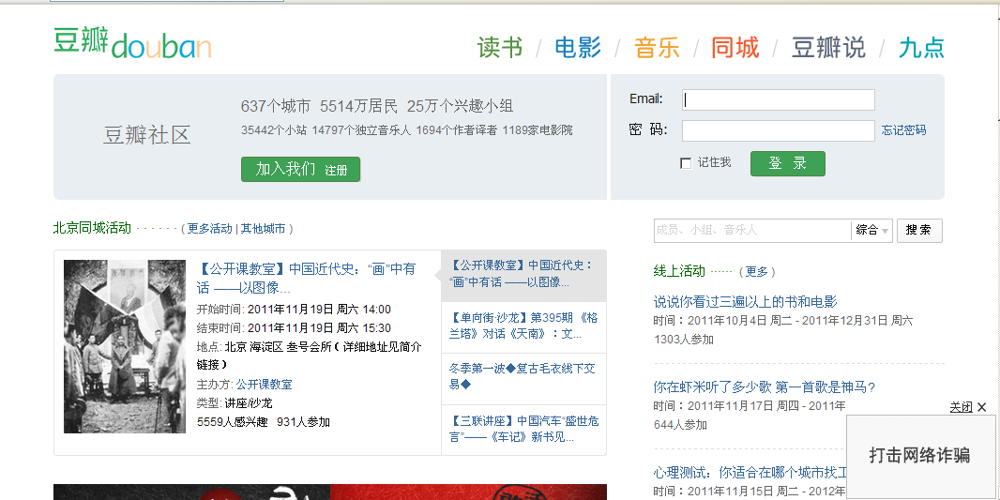 豆瓣douban
读书 / 电影 / 音乐 / 同城 / 豆瓣说 / 九点
豆瓣社区
637个城市 5514万居民 25万个兴趣小组
35442个小站 14797个独立音乐人 1694个作者译者 1189家电影院
加入我们 注册
Email:
密 码:
忘记密码
记住我
登 录
北京同城活动 · · · · · · ( 更多活动 | 其他城市 )
【公开课教室】中国近代史：“画”中有
话 ——以图像...
开始时间: 2011年11月19日 周六 14:00
结束时间: 2011年11月19日 周六 15:30
地点: 北京 海淀区 叁号会所 ( 详细地址见简介
链接 )
主办方: 公开课教室
类型: 讲座/沙龙
5559人感兴趣 931人参加
【公开课教室】中国近代史：
“画”中有话 ——以图像...
【单向街·沙龙】第395期 《格
兰塔》对话《天南》：文...
冬季第一波◆复古毛衣线下交
易◆
【三联讲座】中国汽车“盛世危
言”——《车记》新书见...
成员、小组、音乐人
综合
搜 索
线上活动 · · · · · · ( 更多 )
说说你看过三遍以上的书和电影
时间：2011年10月4日 周二 - 2011年12月31日 周六
1303人参加
你在虾米听了多少歌 第一首歌是神马?
时间：2011年11月17日 周四 - 2011年
644人参加
心理测试：你适合在哪个城市找工
时间：2011年11月15日 周二 - 2012年
关闭 X
打击网络诈骗